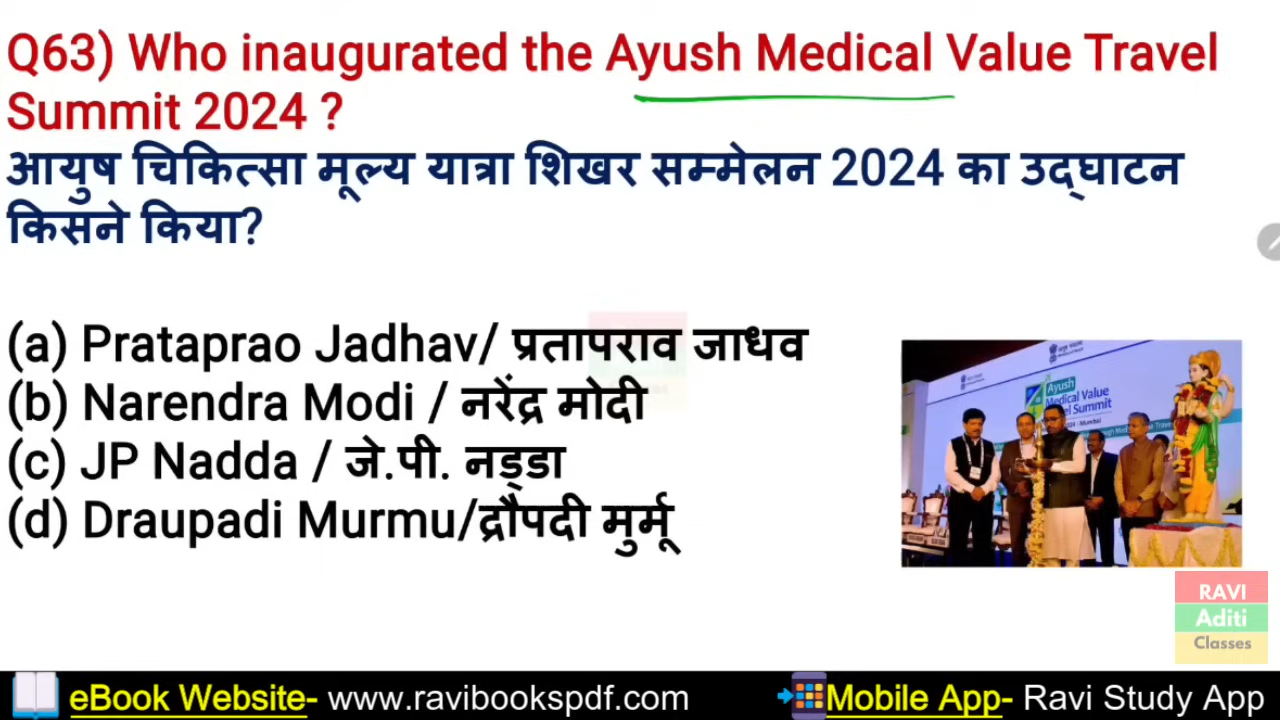 Q63) Who inaugurated the Ayush Medical Value Travel
Summit 2024 ?
आयुष चिकित्सा मूल्य यात्रा शिखर सम्मेलन 2024 का उद्घाटन
किसने किया?
(a) Prataprao Jadhav/ प्रतापराव जाधव
(b) Narendra Modi / नरेंद्र मोदी
(c) JP Nadda / जे.पी. नड्डा
(d) Draupadi Murmu/द्रौपदी मुर्मू
Ayush
Medical Value
Summit
2024 - Mumbai
RAVI
Aditi
Classes
eBook Website- www.ravibookspdf.com
Mobile App- Ravi Study App